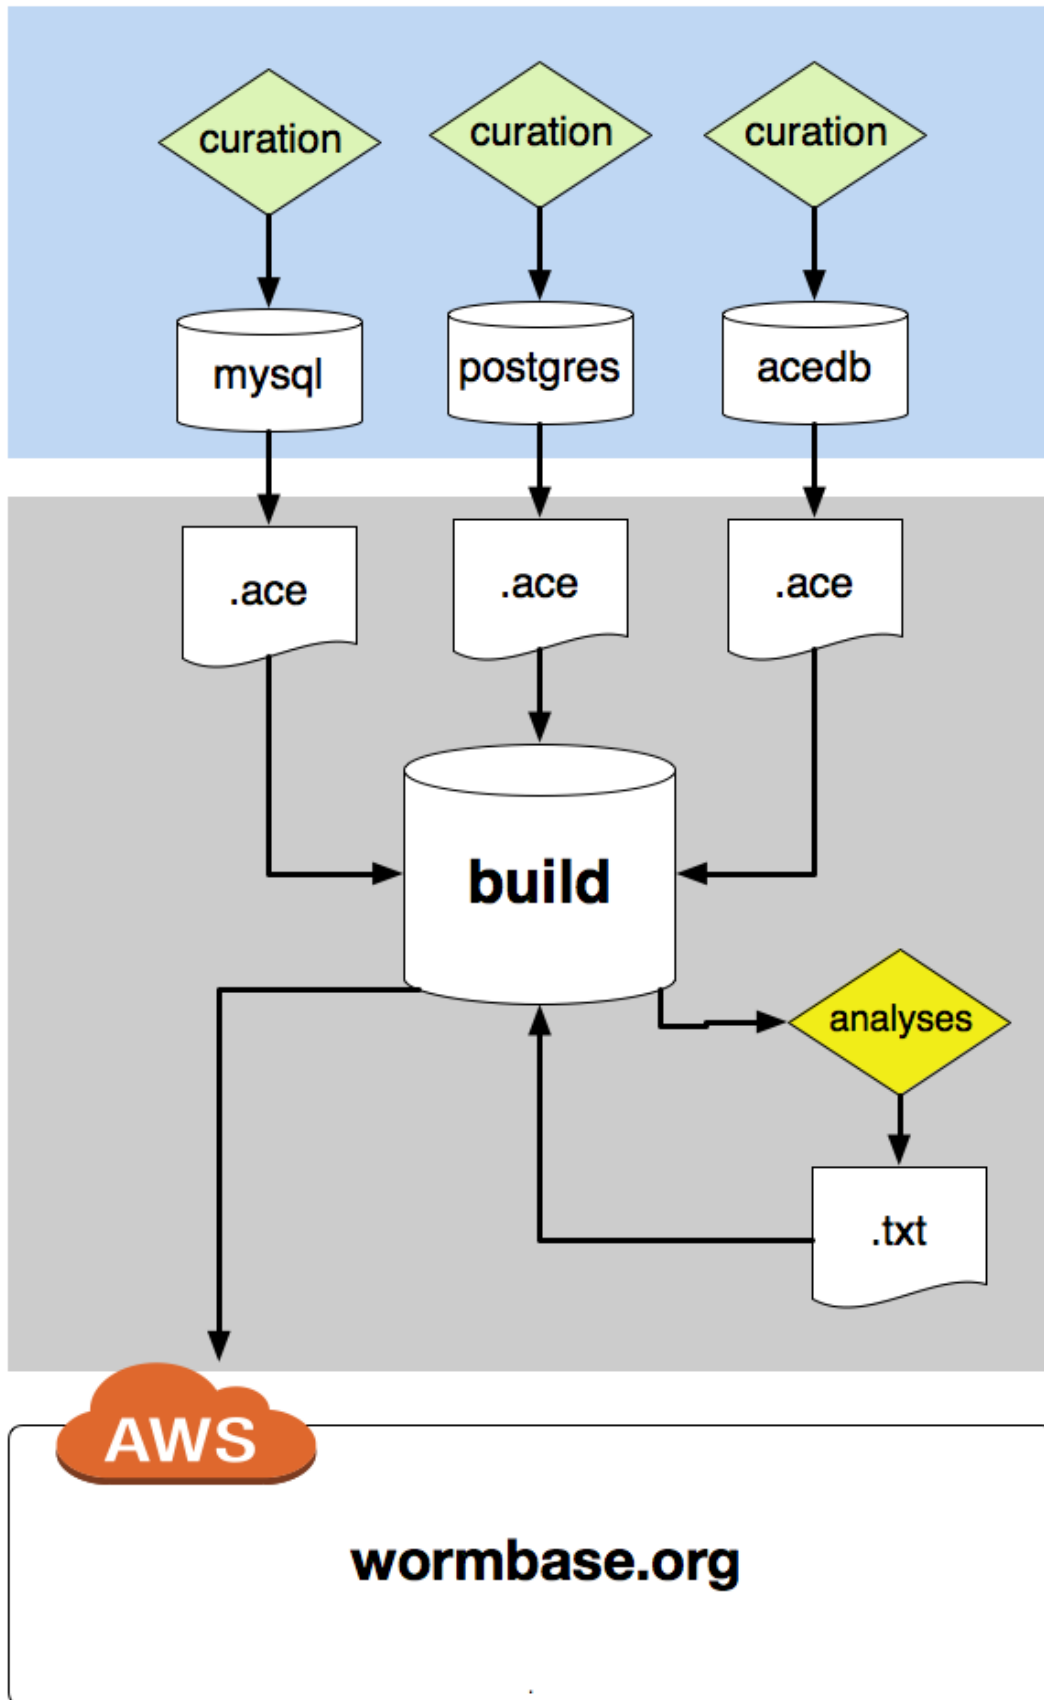 curation
curation
curation
mysql
postgres
acedb
.ace
.ace
.ace
build
analyses
.txt
AWS
wormbase.org